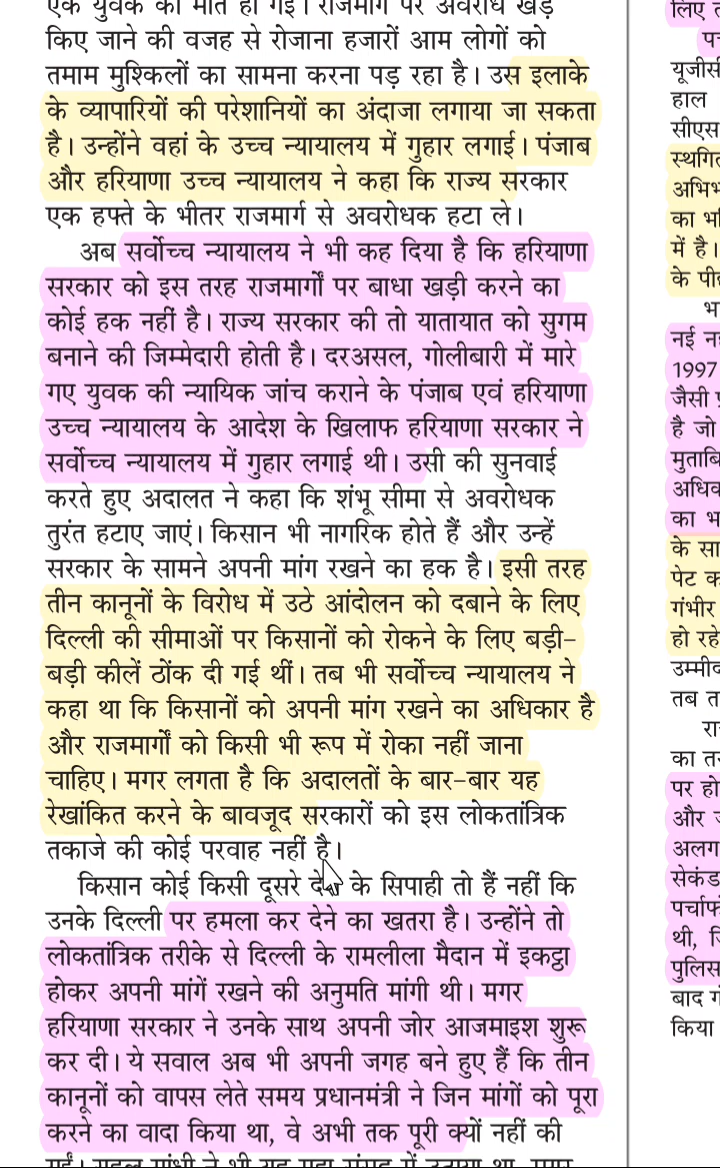 एक युवक की मौत हो गई। राजमार्ग पर अवरोध खड़े
किए जाने की वजह से रोजाना हजारों आम लोगों को
तमाम मुश्किलों का सामना करना पड़ रहा है। उस इलाके
के व्यापारियों की परेशानियों का अंदाजा लगाया जा सकता
है। उन्होंने वहां के उच्च न्यायालय में गुहार लगाई। पंजाब
और हरियाणा उच्च न्यायालय ने कहा कि राज्य सरकार
एक हफ्ते के भीतर राजमार्ग से अवरोधक हटा ले।
अब सर्वोच्च न्यायालय ने भी कह दिया है कि हरियाणा
सरकार को इस तरह राजमार्गों पर बाधा खड़ी करने का
कोई हक नहीं है। राज्य सरकार की तो यातायात को सुगम
बनाने की जिम्मेदारी होती है। दरअसल, गोलीबारी में मारे
गए युवक की न्यायिक जांच कराने के पंजाब एवं हरियाणा
उच्च न्यायालय के आदेश के खिलाफ हरियाणा सरकार ने
सर्वोच्च न्यायालय में गुहार लगाई थी। उसी की सुनवाई
करते हुए अदालत ने कहा कि शंभू सीमा से अवरोधक
तुरंत हटाए जाएं। किसान भी नागरिक होते हैं और उन्हें
सरकार के सामने अपनी मांग रखने का हक है। इसी तरह
तीन कानूनों के विरोध में उठे आंदोलन को दबाने के लिए
दिल्ली की सीमाओं पर किसानों को रोकने के लिए बड़ी-
बड़ी कीलें ठोंक दी गई थीं। तब भी सर्वोच्च न्यायालय ने
कहा था कि किसानों को अपनी मांग रखने का अधिकार है
और राजमार्गों को किसी भी रूप में रोका नहीं जाना
चाहिए। मगर लगता है कि अदालतों के बार-बार यह
रेखांकित करने के बावजूद सरकारों को इस लोकतांत्रिक
तकाजे की कोई परवाह नहीं है।
किसान कोई किसी दूसरे के सिपाही तो हैं नहीं कि
उनके दिल्ली पर हमला कर देने का खतरा है। उन्होंने तो
लोकतांत्रिक तरीके से दिल्ली के रामलीला मैदान में इकट्ठा
होकर अपनी मांगें रखने की अनुमति मांगी थी। मगर
हरियाणा सरकार ने उनके साथ अपनी जोर आजमाइश शुरू
कर दी। ये सवाल अब भी अपनी जगह बने हुए हैं कि तीन
कानूनों को वापस लेते समय प्रधानमंत्री ने जिन मांगों को पूरा
करने का वादा किया था, वे अभी तक पूरी क्यों नहीं की
लिए
हाल
में है।
नई
1997
है जो
का
के
गंभीर
हो रहे
तब
का
पर हो
और
अलग
थी,
पुलिस
बाद
किया